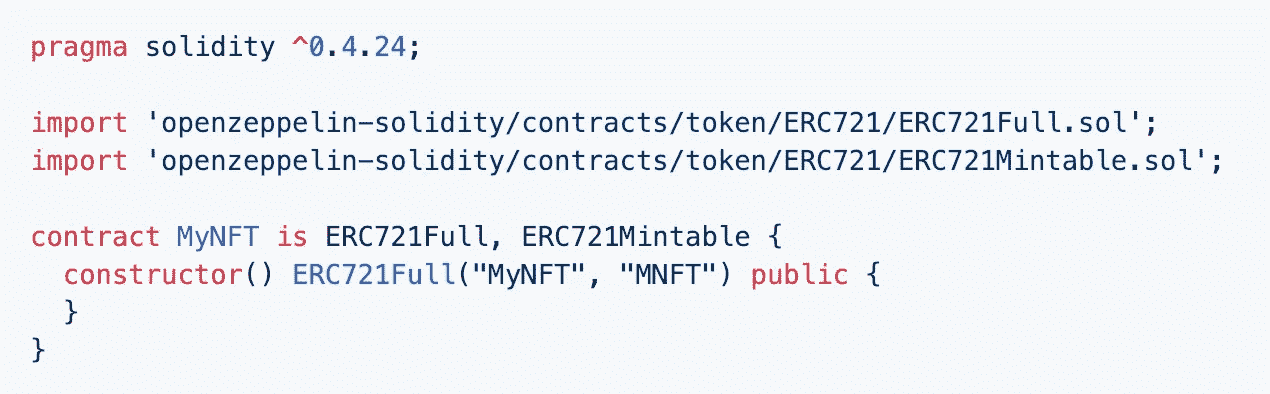 pragma solidity ^0.4.24;
import 'openzeppelin-solidity/contracts/token/ERC721/ERC721Full.sol';
import 'openzeppelin-solidity/contracts/token/ERC721/ERC721Mintable.sol';
contract MyNFT is ERC721Full, ERC721Mintable {
  constructor() ERC721Full("MyNFT", "MNFT") public {
  }
}